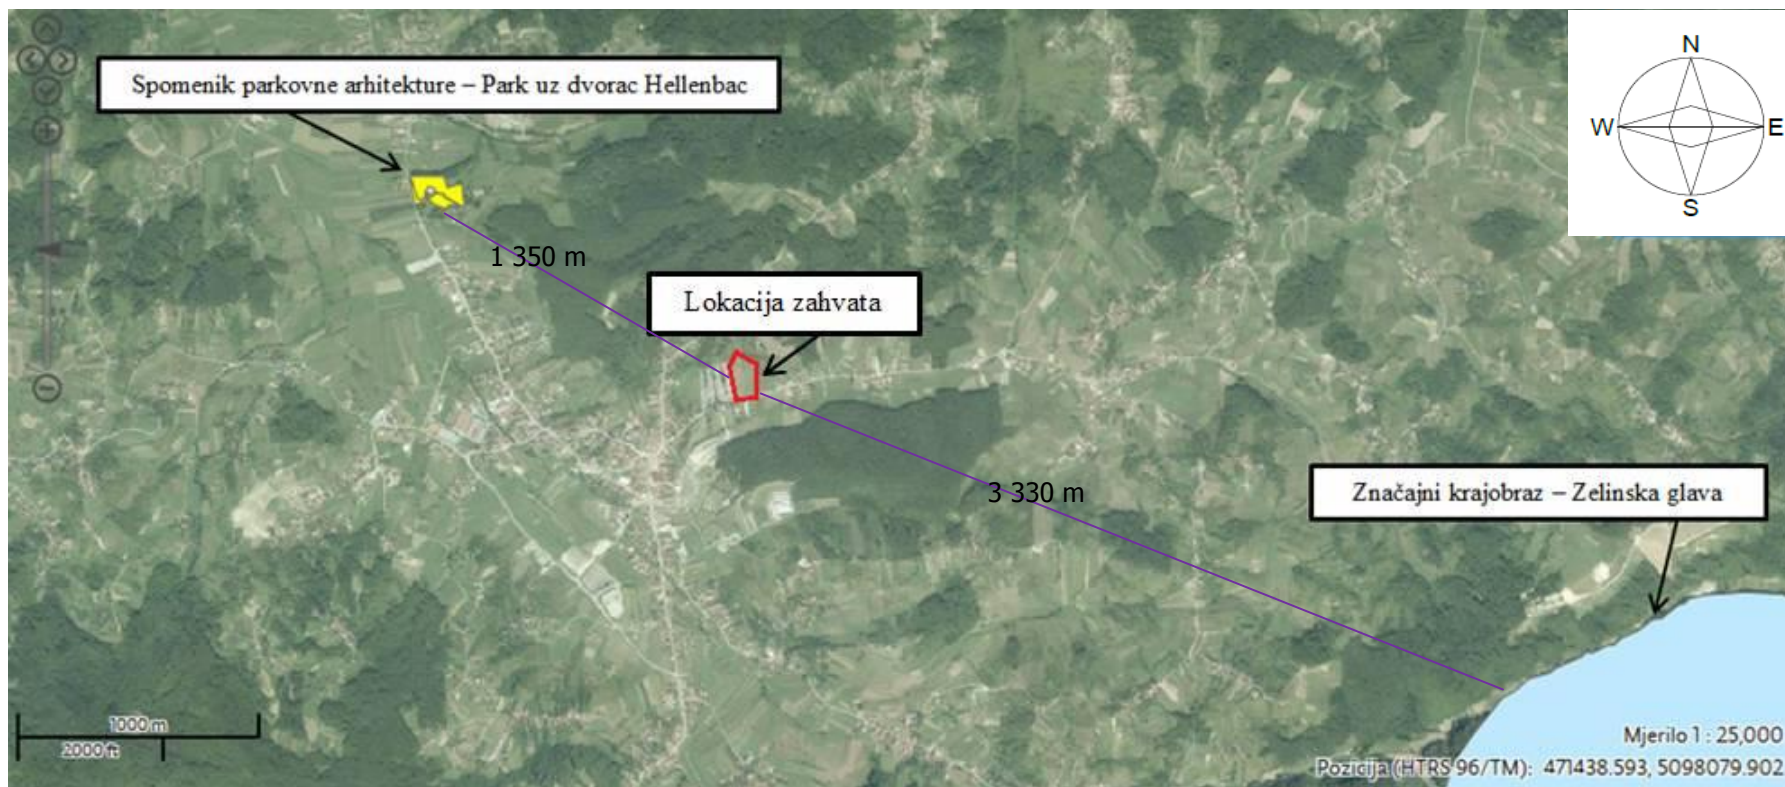 N
W E
S
Spomenik parkovne arhitekture – Park uz dvorac Hellenbac
1 350 m
Lokacija zahvata
3 330 m
Značajni krajobraz – Zelinska glava
1000 m
2000 ft
Mjerilo 1 : 25,000
Pozicija (HTRS 96/TM): 471438.593, 5098079.902